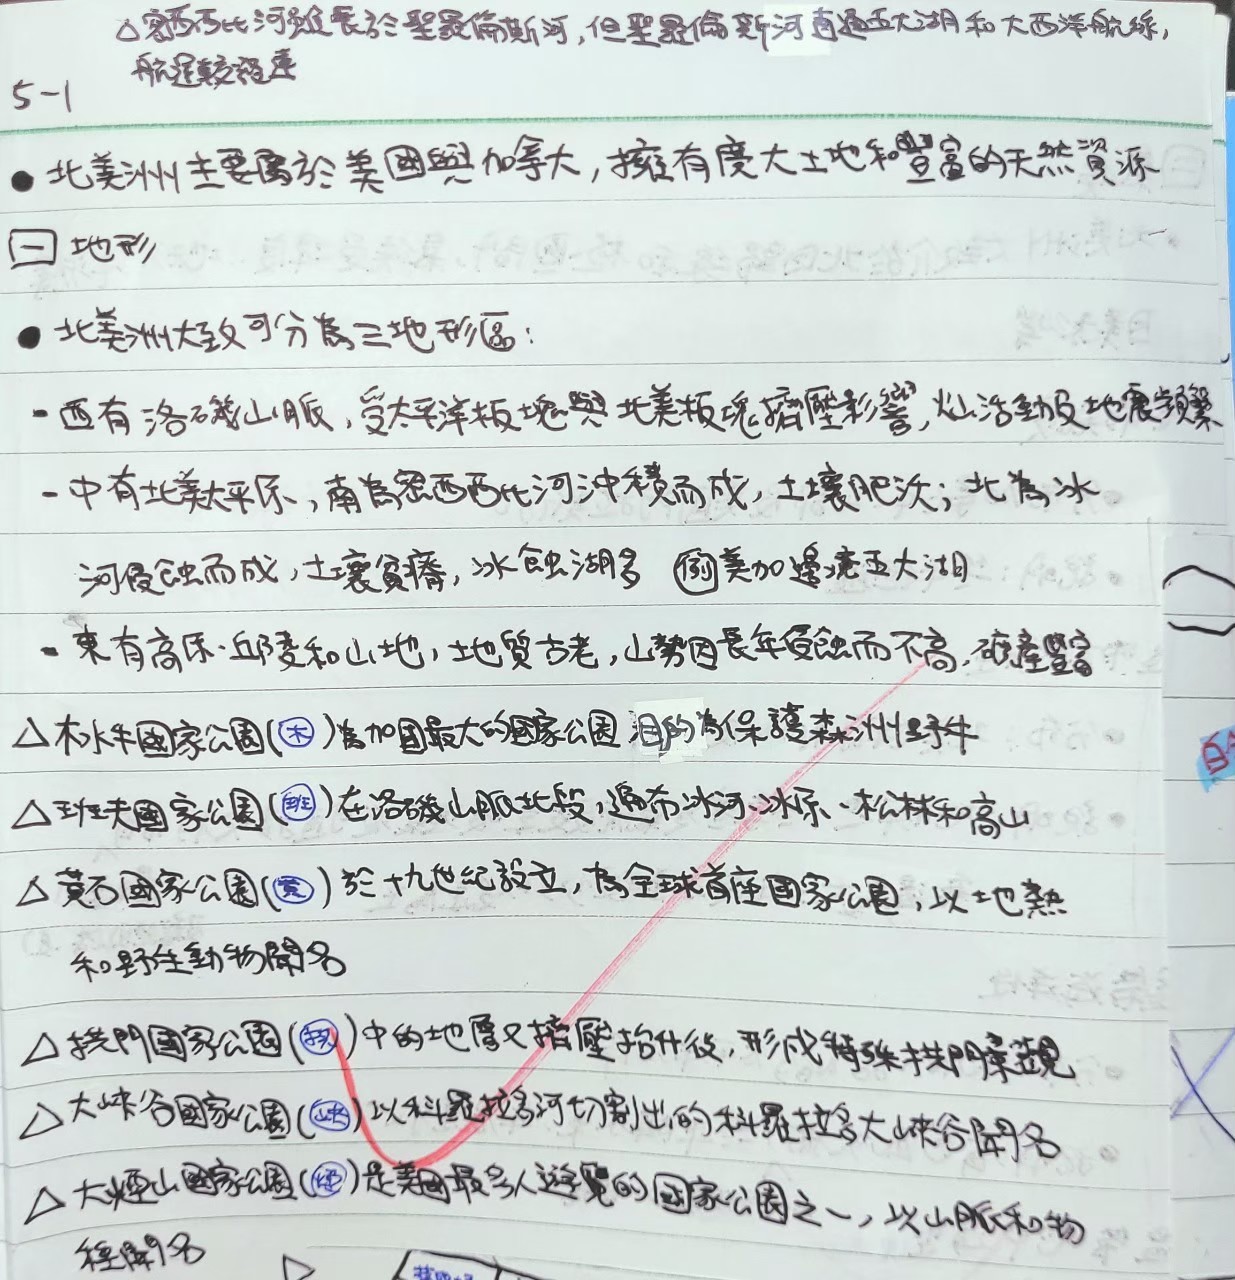 △密西西比河雖長於聖羅倫斯河,但聖羅倫斯河直通五大湖和大西洋航線,
航運較發達
5-1
● 北美洲主要屬於美國與加拿大,擁有廣大土地和豐富的天然資源
一 地形
● 北美洲大致可分為三地形區:
- 西有洛磯山脈,受太平洋板塊與北美板塊擠壓影響,火山活動及地震頻繁
- 中有北美大平原,南為密西西比河沖積而成,土壤肥沃;北為冰
河侵蝕而成,土壤貧瘠,冰蝕湖多 例美加邊境五大湖
- 東有高原、丘陵和山地,地質古老,山勢因長年侵蝕而不高,礦產豐富
△木水牛國家公園(木)為加國最大的國家公園,目的為保護森洲野牛
△班夫國家公園(班)在洛磯山脈北段,遍布冰河、冰原、松林和高山
△黃石國家公園(黃)於十九世紀設立,為全球首座國家公園,以地熱
和野生動物聞名
△拱門國家公園(拱)中的地層受擠壓抬升後,形成特殊拱門景觀
△大峽谷國家公園(峽)以科羅拉多河切割出的科羅拉多大峽谷聞名
△大煙山國家公園(煙)是美國最多人遊覽的國家公園之一,以山脈和物
種聞名